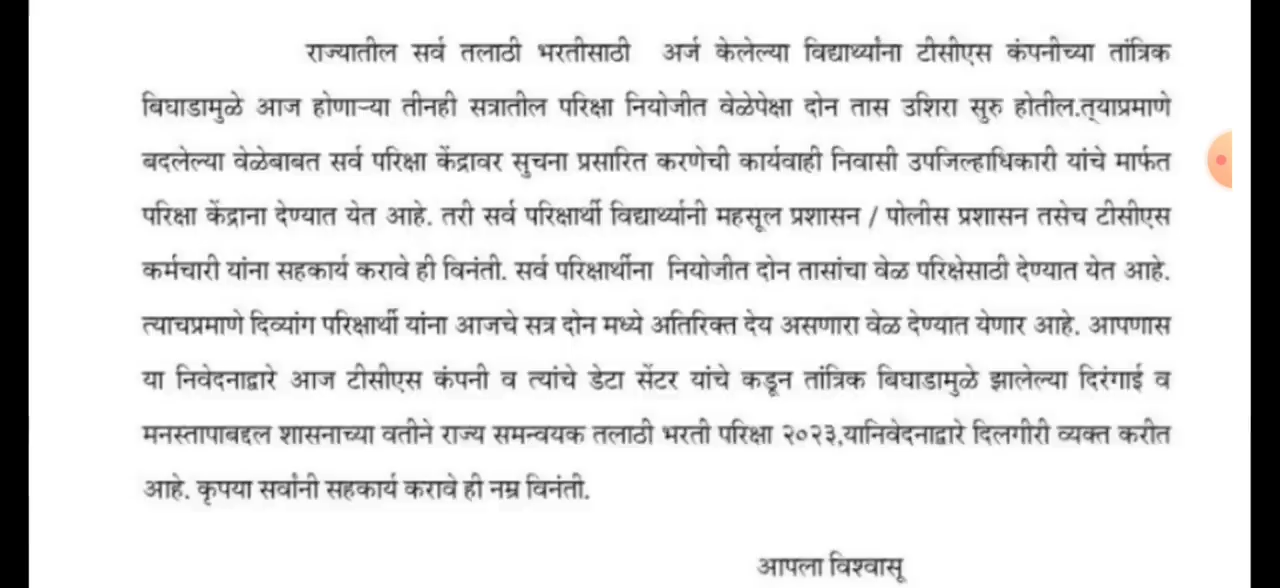 राज्यातील सर्व तलाठी भरतीसाठी अर्ज केलेल्या विद्यार्थ्यांना टीसीएस कंपनीच्या तांत्रिक
बिघाडामुळे आज होणाऱ्या तीनही सत्रातील परिक्षा नियोजीत वेळेपेक्षा दोन तास उशिरा सुरु होतील.त्‌याप्रमाणे
बदलेल्या वेळेबाबत सर्व परिक्षा केंद्रावर सुचना प्रसारित करणेची कार्यवाही निवासी उपजिल्हाधिकारी यांचे मार्फत
परिक्षा केंद्राना देण्यात येत आहे. तरी सर्व परिक्षार्थी विद्यार्थ्यांनी महसूल प्रशासन / पोलीस प्रशासन तसेच टीसीएस
कर्मचारी यांना सहकार्य करावे ही विनंती. सर्व परिक्षार्थीना नियोजीत दोन तासांचा वेळ परिक्षेसाठी देण्यात येत आहे.
त्याचप्रमाणे दिव्यांग परिक्षार्थी यांना आजचे सत्र दोन मध्ये अतिरिक्त देय असणारा वेळ देण्यात येणार आहे. आपणास
या निवेदनाद्वारे आज टीसीएस कंपनी व त्यांचे डेटा सेंटर यांचे कडून तांत्रिक बिघाडामुळे झालेल्या दिरंगाई व
मनस्तापाबद्दल शासनाच्या वतीने राज्य समन्वयक तलाठी भरती परिक्षा २०२३,यानिवेदनाद्वारे दिलगीरी व्यक्त करीत
आहे. कृपया सर्वांनी सहकार्य करावे ही नम्र विनंती.
आपला विश्वासू